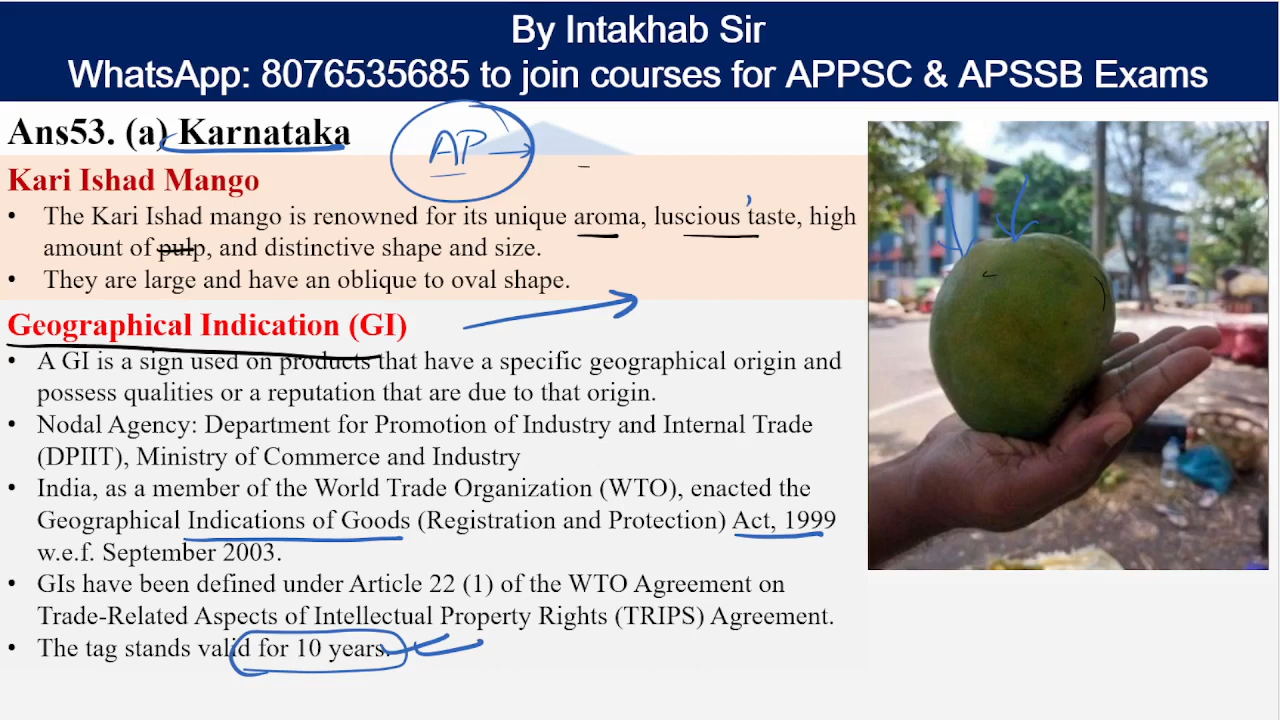 By Intakhab Sir
WhatsApp: 8076535685 to join courses for APPSC & APSSB Exams
Ans53. (a) Karnataka
AP
Kari Ishad Mango
• The Kari Ishad mango is renowned for its unique aroma, luscious taste, high
amount of pulp, and distinctive shape and size.
• They are large and have an oblique to oval shape.
Geographical Indication (GI)
• A GI is a sign used on products that have a specific geographical origin and
possess qualities or a reputation that are due to that origin.
• Nodal Agency: Department for Promotion of Industry and Internal Trade
(DPIIT), Ministry of Commerce and Industry
• India, as a member of the World Trade Organization (WTO), enacted the
Geographical Indications of Goods (Registration and Protection) Act, 1999
w.e.f. September 2003.
• GIs have been defined under Article 22 (1) of the WTO Agreement on
Trade-Related Aspects of Intellectual Property Rights (TRIPS) Agreement.
• The tag stands valid for 10 years.